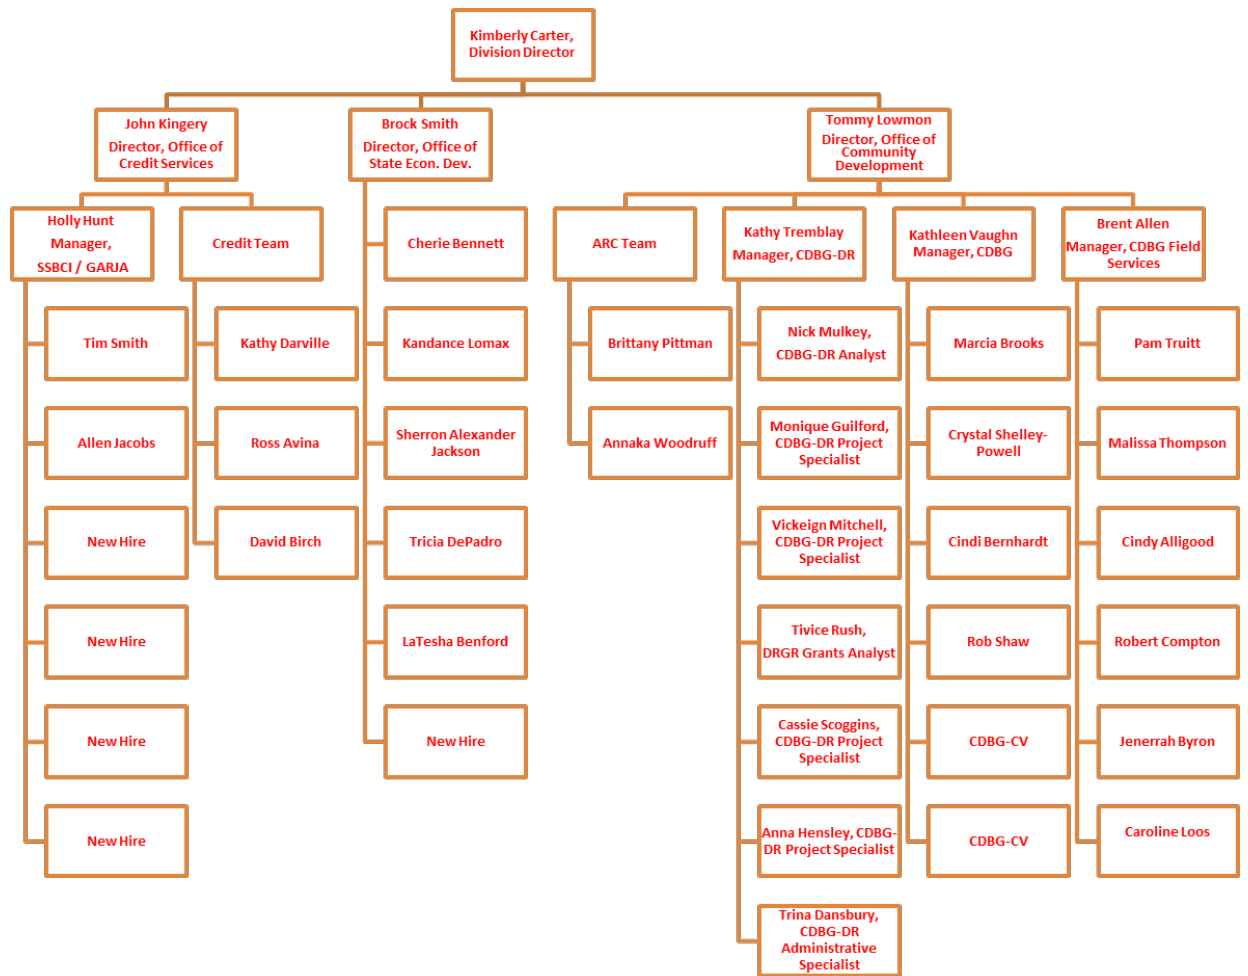 Kimberly Carter,
Division Director
John Kingery
Director, Office of
Credit Services
Brock Smith
Director, Office of
State Econ. Dev.
Tommy Lowmon
Director, Office of
Community
Development
Holly Hunt
Manager,
SSBCI / GARJA
Credit Team
Cherie Bennett
ARC Team
Kathy Tremblay
Manager, CDBG-DR
Kathleen Vaughn
Manager, CDBG
Brent Allen
Manager, CDBG Field
Services
Tim Smith
Kathy Darville
Kandance Lomax
Brittany Pittman
Nick Mulkey,
CDBG-DR Analyst
Marcia Brooks
Pam Truitt
Allen Jacobs
Ross Avina
Sherron Alexander
Jackson
Annaka Woodruff
Monique Guilford,
CDBG-DR Project
Specialist
Crystal Shelley-
Powell
Malissa Thompson
New Hire
David Birch
Tricia DePadro
Vickeign Mitchell,
CDBG-DR Project
Specialist
Cindi Bernhardt
Cindy Alligood
New Hire
LaTesha Benford
Tivice Rush,
DRGR Grants Analyst
Rob Shaw
Robert Compton
New Hire
New Hire
Cassie Scoggins,
CDBG-DR Project
Specialist
CDBG-CV
Jenerrah Byron
New Hire
Anna Hensley, CDBG-
DR Project Specialist
CDBG-CV
Caroline Loos
Trina Dansbury,
CDBG-DR
Administrative
Specialist